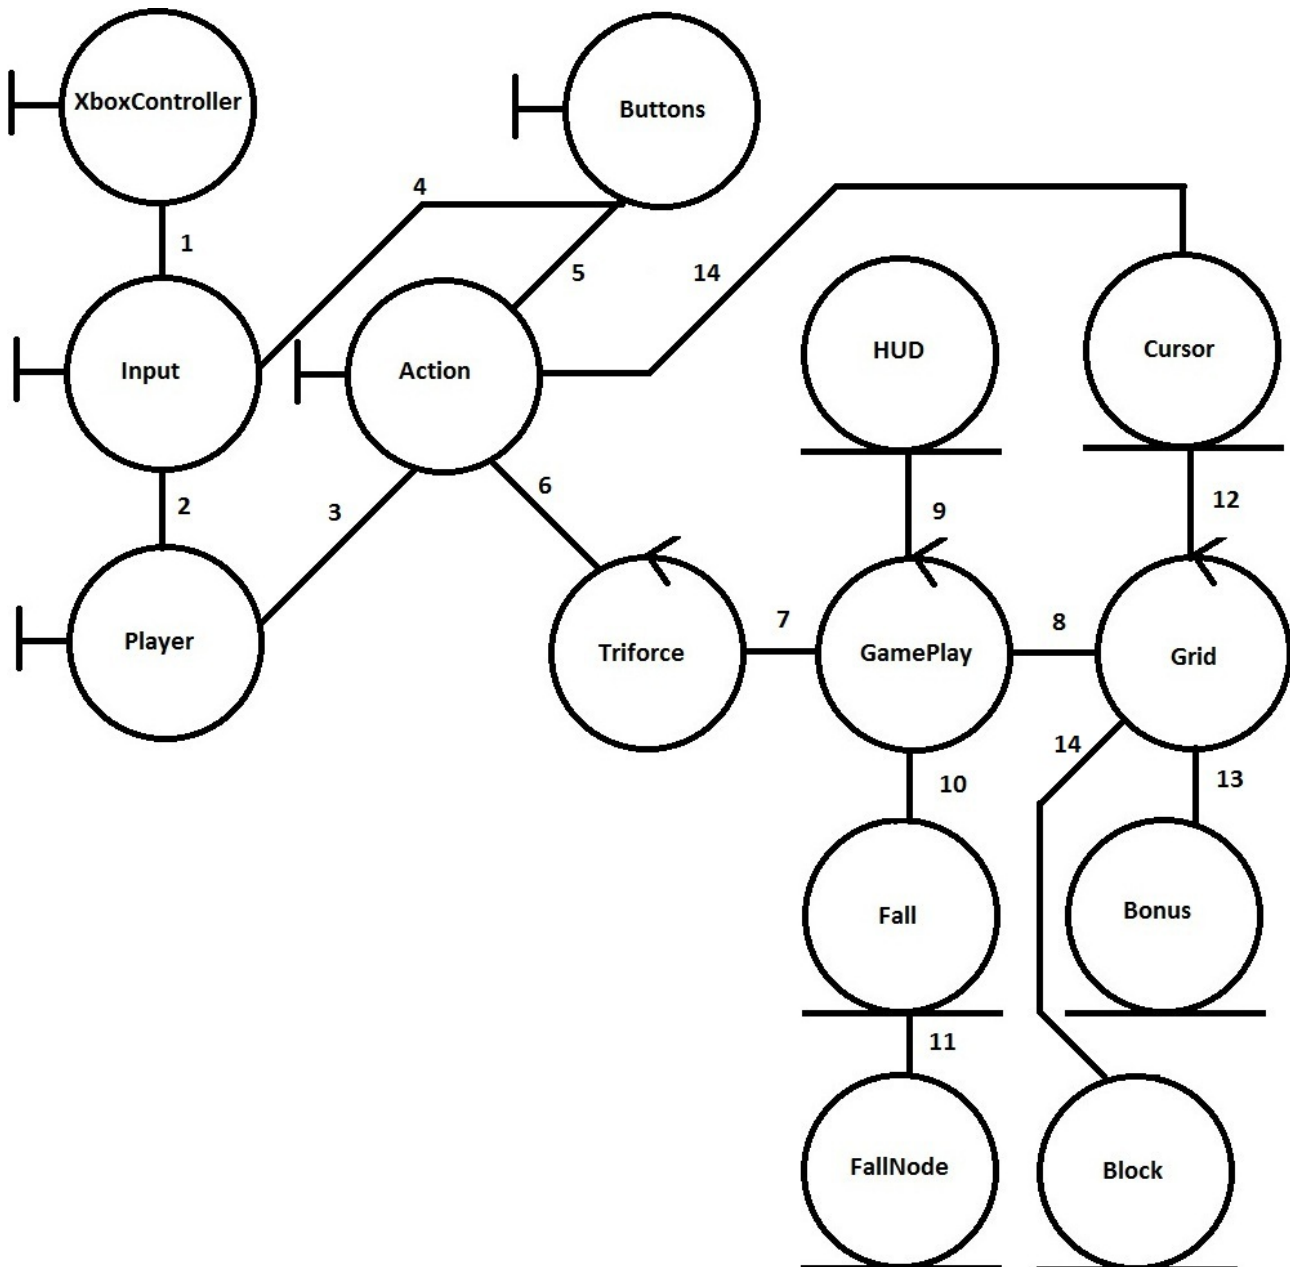 XboxController
Buttons
4
1
5
14
Input
Action
HUD
Cursor
2
3
6
9
12
Player
Triforce
7
GamePlay
8
Grid
10
14
13
Fall
Bonus
11
FallNode
Block